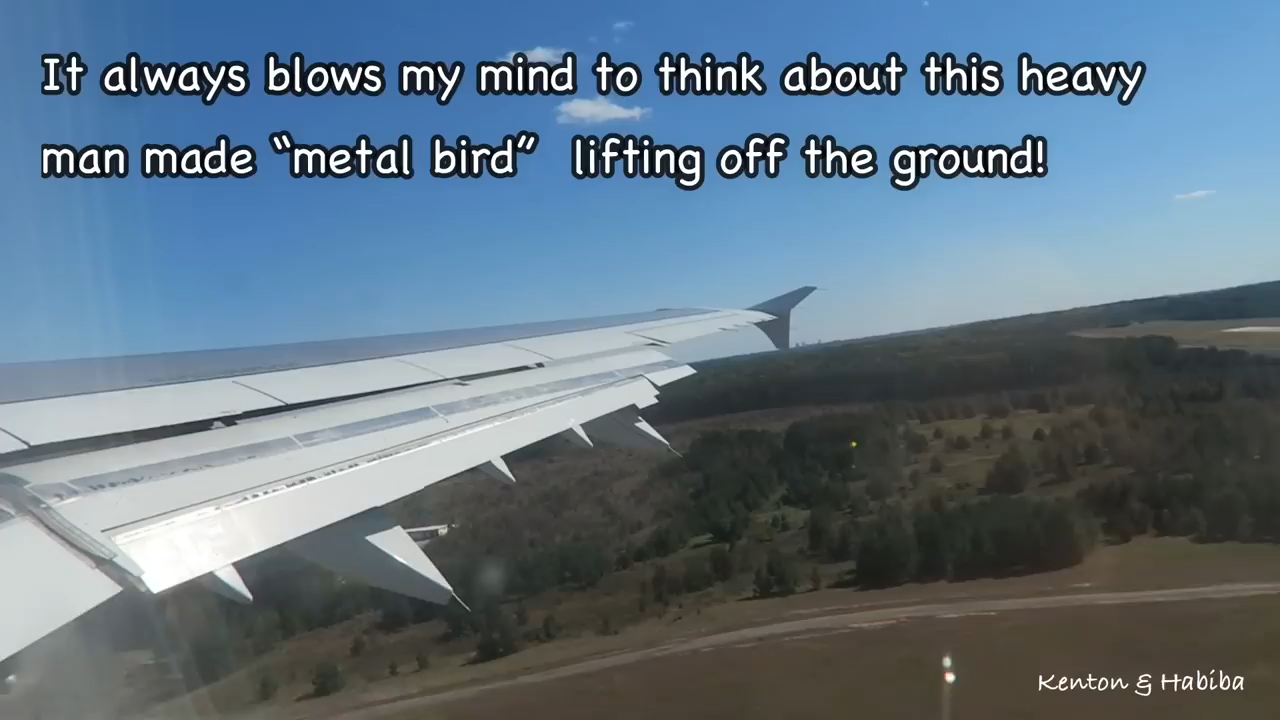 It always blows my mind to think about this heavy
man made “metal bird” lifting off the ground!
Kenton & Habiba